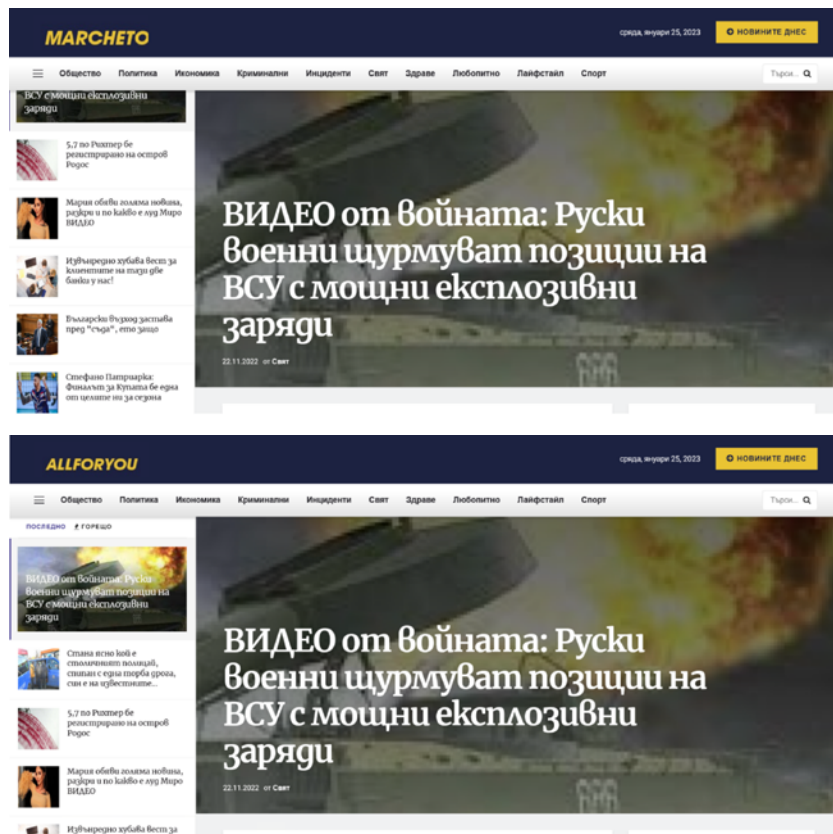 MARCHETO
сряда, януари 25, 2023
НОВИНИТЕ ДНЕС
Общество Политика Икономика Криминални Инциденти Свят Здраве Любопитно Лайфстайл Спорт
Търси...
ВСУ с мощни експлозивни
заряди
5,7 по Рихтер бе
регистрирано на остров
Родос
Мария обяви голяма новина,
разкри и по какво е луд Миро
ВИДЕО
Извънредно хубава вест за
клиентите на тази две
банки у нас!
Български възход застава
пред "съда", ето защо
Стефано Патриарка:
Финалът за Купата бе една
от целите ни за сезона
ВИДЕО от войната: Руски
военни щурмуват позиции на
ВСУ с мощни експлозивни
заряди
22.11.2022 от Свят
ALLFORYOU
сряда, януари 25, 2023
НОВИНИТЕ ДНЕС
Общество Политика Икономика Криминални Инциденти Свят Здраве Любопитно Лайфстайл Спорт
Търси...
ПОСЛЕДНО ГОРЕЩО
ВИДЕО от войната: Руски
военни щурмуват позиции на
ВСУ с мощни експлозивни
заряди
Стана ясно кой е
столичният полицай,
спипан с една торба дрога,
син е на известните...
5,7 по Рихтер бе
регистрирано на остров
Родос
Мария обяви голяма новина,
разкри и по какво е луд Миро
ВИДЕО
Извънредно хубава вест за
ВИДЕО от войната: Руски
военни щурмуват позиции на
ВСУ с мощни експлозивни
заряди
22.11.2022 от Свят